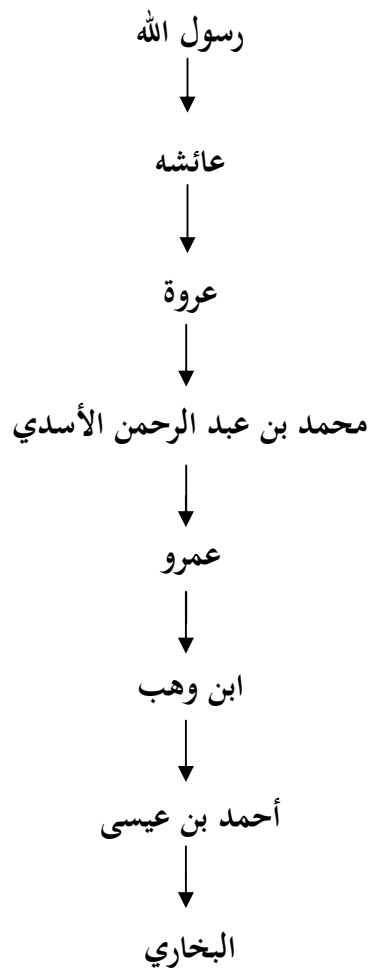 رسول الله
عائشه
عروة
محمد بن عبد الرحمن الأسدي
عمرو
ابن وهب
أحمد بن عيسى
البخاري